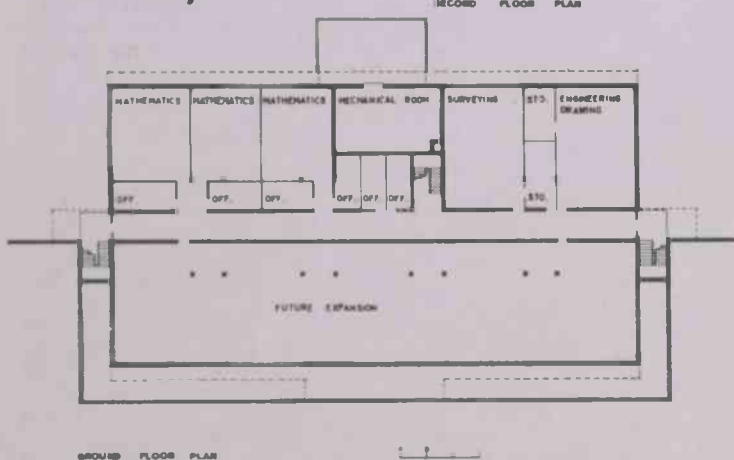 SECOND FLOOR PLAN
MATHEMATICS MATHEMATICS MATHEMATICS MECHANICAL ROOM SURVEYING STO. ENGINEERING DRAWING
OFF. OFF. OFF. OFF. OFF. OFF. STO.
FUTURE EXPANSION
GROUND FLOOR PLAN